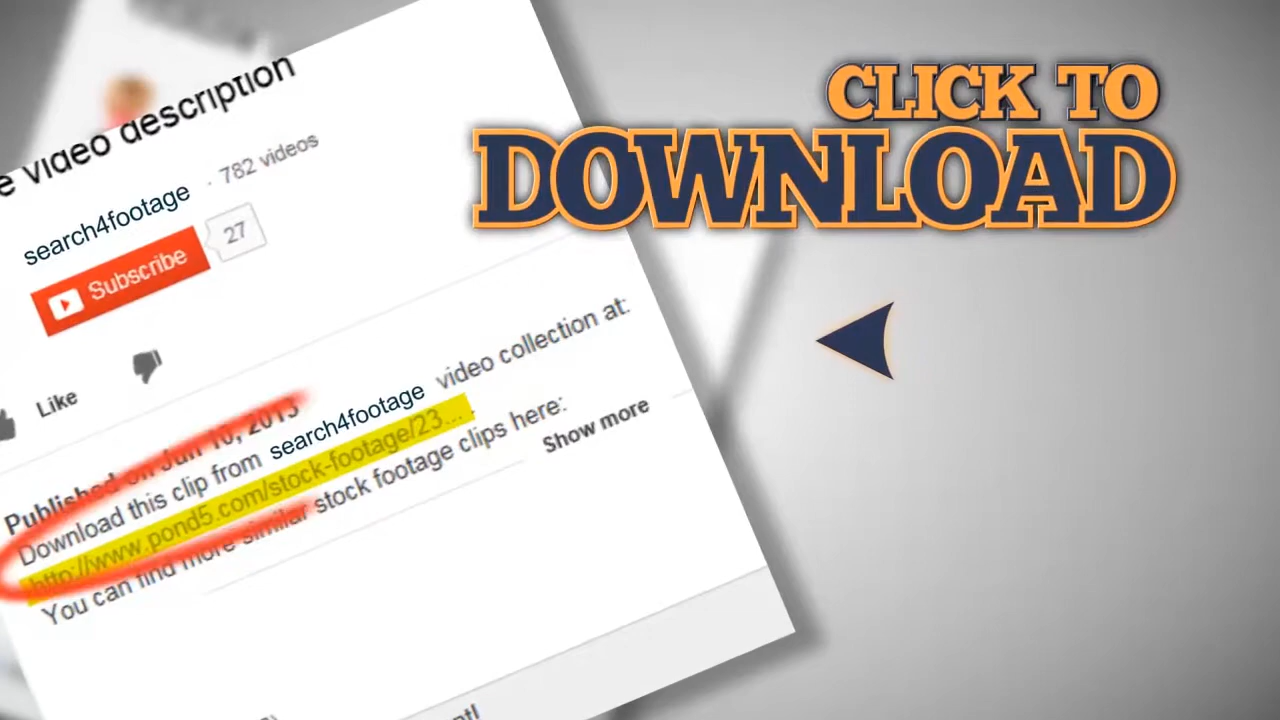 e video description
search4footage · 782 videos
Subscribe 27
Like
Published on Jun 10, 2013
Download this clip from search4footage video collection at:
http://www.pond5.com/stock-footage/23....
You can find more similar stock footage clips here:
Show more
CLICK TO
DOWNLOAD